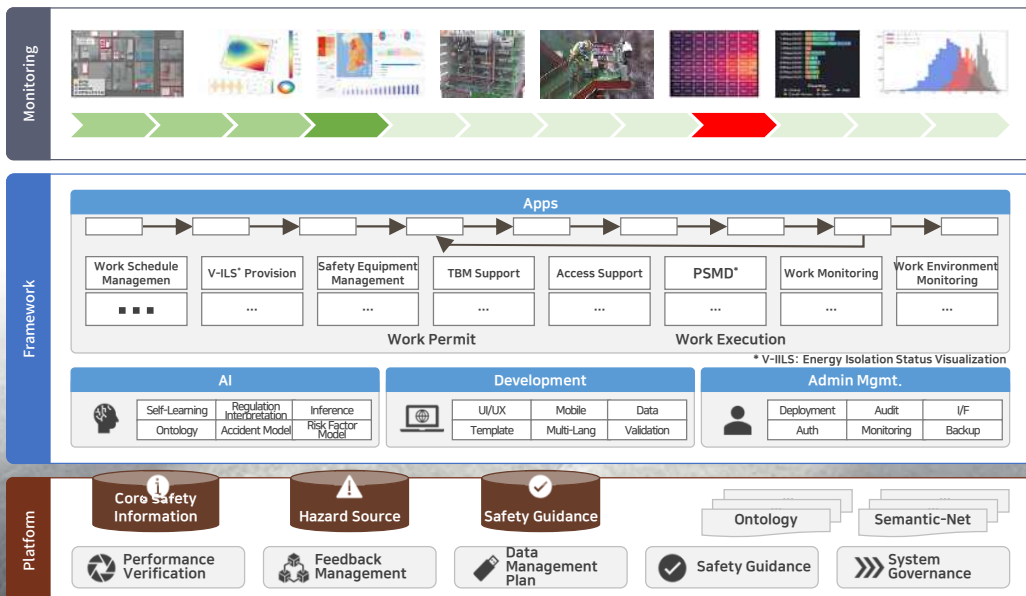 Monitoring
Framework
Apps
Work Schedule
Managemen
V-ILS* Provision
Safety Equipment
Management
TBM Support
Access Support
PSMD*
Work Monitoring
Work Environment
Monitoring
▪ ▪ ▪
...
...
...
...
...
...
...
Work Permit
Work Execution
* V-IILS: Energy Isolation Status Visualization
AI
Self-Learning
Regulation
Interpretation
Inference
Ontology
Accident Model
Risk Factor
Model
Development
UI/UX
Mobile
Data
Template
Multi-Lang
Validation
Admin Mgmt.
Deployment
Audit
I/F
Auth
Monitoring
Backup
Platform
Core Safety
Information
Hazard Source
Safety Guidance
Ontology
Semantic-Net
Performance
Verification
Feedback
Management
Data
Management
Plan
Safety Guidance
System
Governance